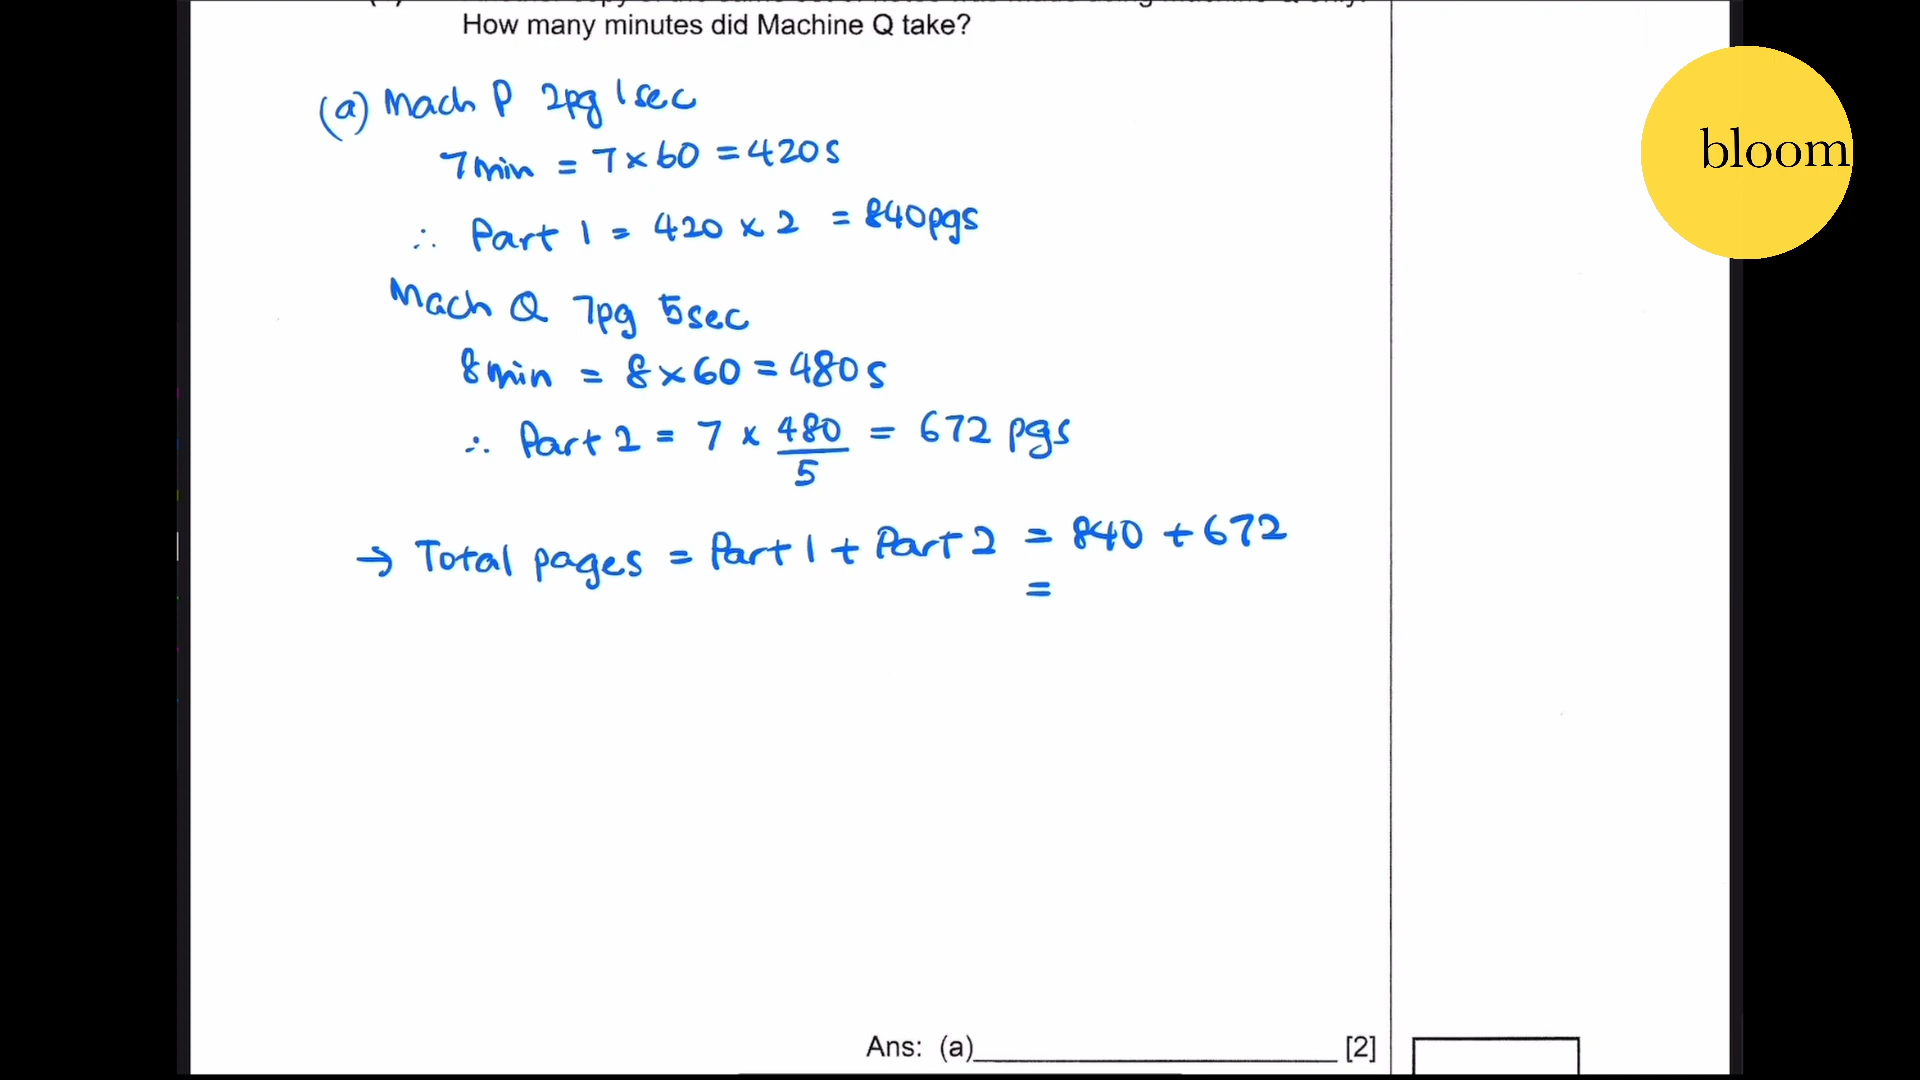 How many minutes did Machine Q take?
bloom
(a) Mach P 2pg 1sec
7min = 7 x 60 = 420s
∴ Part 1 = 420 x 2 = 840pgs
Mach Q 7pg 5sec
8min = 8 x 60 = 480s
∴ Part 2 = 7 x 480/5 = 672 pgs
→ Total pages = Part 1 + Part 2 = 840 + 672
=
Ans: (a)____________ [2]